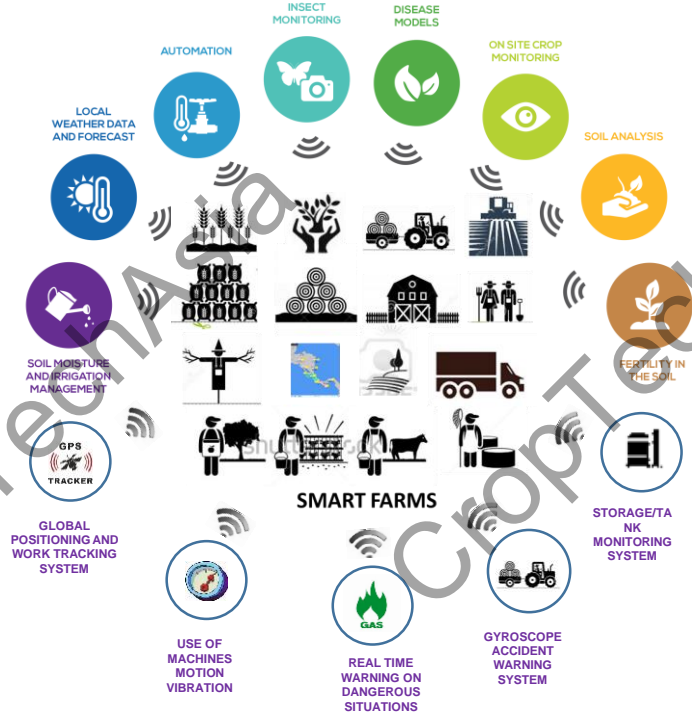 INSECT
MONITORING
DISEASE
MODELS
AUTOMATION
ON SITE CROP
MONITORING
LOCAL
WEATHER DATA
AND FORECAST
SOIL ANALYSIS
SOIL MOISTURE
AND IRRIGATION
MANAGEMENT
FERTILITY IN
THE SOIL
GPS
TRACKER
SMART FARMS
GLOBAL
POSITIONING AND
WORK TRACKING
SYSTEM
STORAGE/TA
NK
MONITORING
SYSTEM
USE OF
MACHINES
MOTION
VIBRATION
GAS
REAL TIME
WARNING ON
DANGEROUS
SITUATIONS
GYROSCOPE
ACCIDENT
WARNING
SYSTEM
TechAsia
CropTec